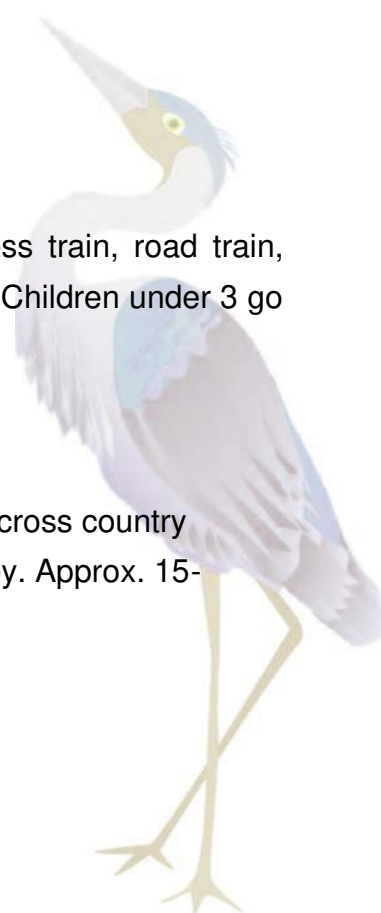 ss train, road train,
Children under 3 go
cross country
y. Approx. 15-